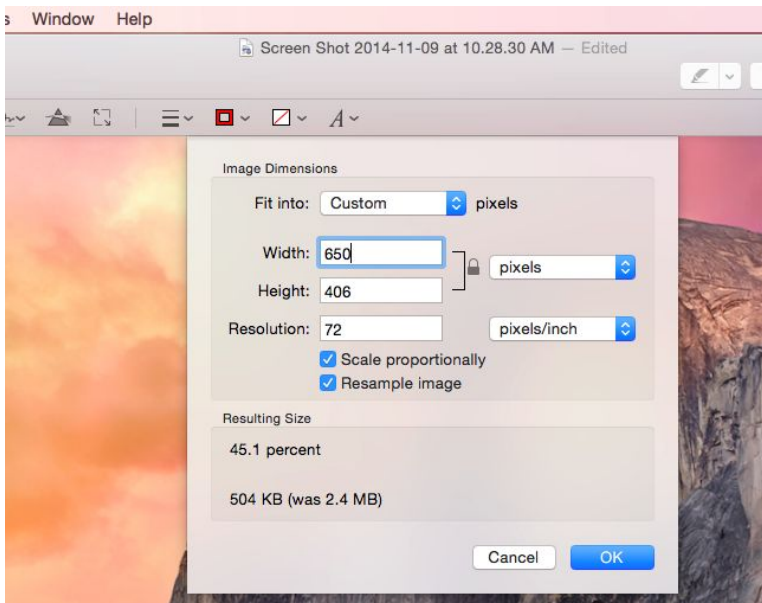 Window Help
Screen Shot 2014-11-09 at 10.28.30 AM — Edited
A
Image Dimensions
Fit into: Custom pixels
Width: 650
pixels
Height: 406
Resolution: 72 pixels/inch
Scale proportionally
Resample image
Resulting Size
45.1 percent
504 KB (was 2.4 MB)
Cancel OK